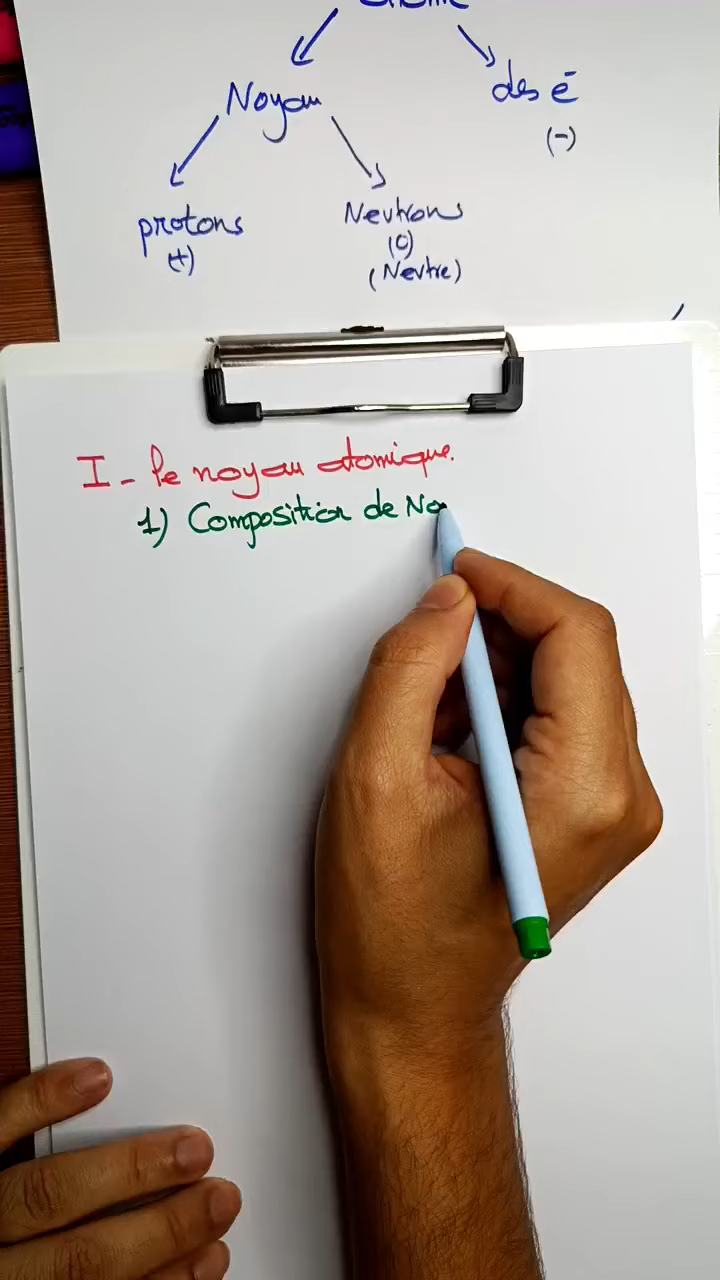 Noyau
des é
(-)
protons
Neutrons
(+)
(0)
(Neutre)
I - le noyau atomique.
1) Composition de No